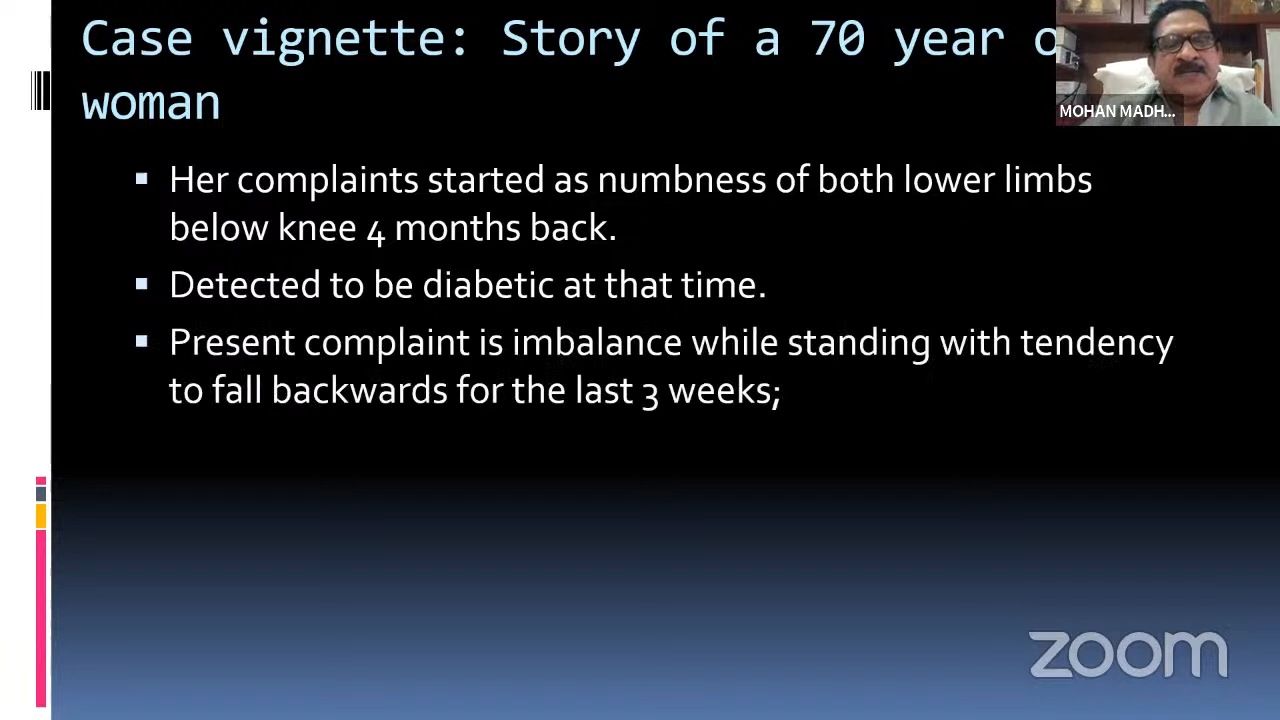 Case vignette: Story of a 70 year o
woman
MOHAN MADH...
Her complaints started as numbness of both lower limbs
below knee 4 months back.
Detected to be diabetic at that time.
Present complaint is imbalance while standing with tendency
to fall backwards for the last 3 weeks;
zoom